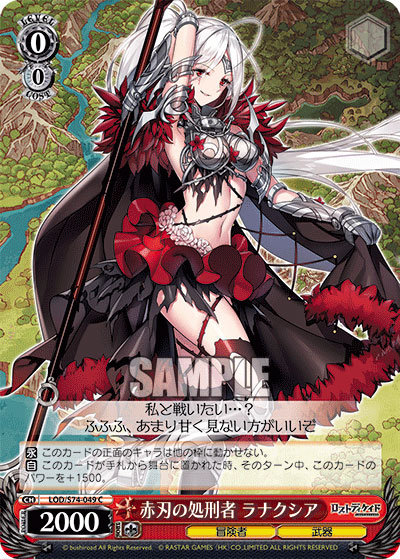 LEVEL
0
0
COST
SAMPLE
私と戦いたい…？
ふふふ、あまり甘く見ない方がいいぞ
永 このカードの正面のキャラは他の枠に動かせない。
自 このカードが手札から舞台に置かれた時、そのターン中、このカードのパワーを＋1500。
CH LOD/S74-049 C
2000
赤刃の処刑者 ラナクシア
ロストディケイド
冒険者
武器
© bushiroad All Rights Reserved. © RASTAR GAMES (HK) CO.,LIMITED ALL RIGHTS RESERVED